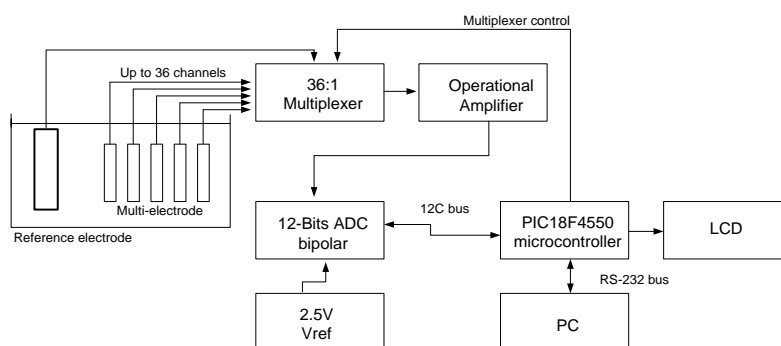 Multiplexer control
Up to 36 channels
36:1
Multiplexer
Operational
Amplifier
Multi-electrode
Reference electrode
12-Bits ADC
bipolar
12C bus
PIC18F4550
microcontroller
LCD
RS-232 bus
2.5V
Vref
PC